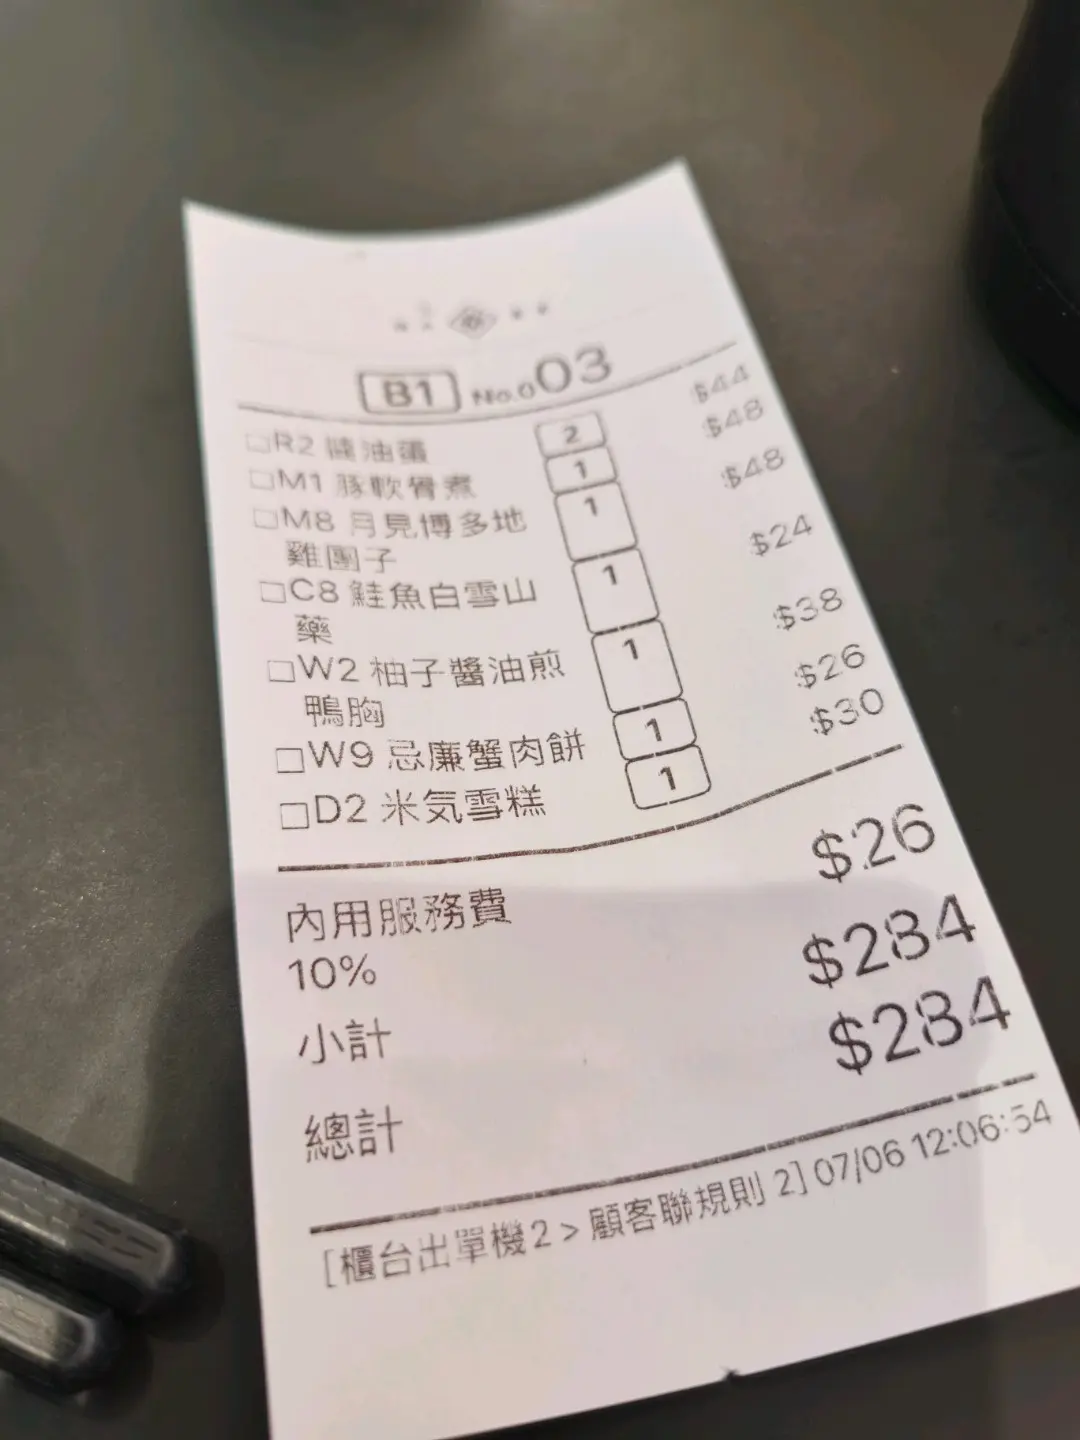 B1 No.003
□R2 醬油蛋 2 $44
□M1 豚軟骨煮 1 $48
□M8 月見博多地 1 $48
雞團子
□C8 鮭魚白雪山 1 $24
藥
□W2 柚子醬油煎 1 $38
鴨胸
□W9 忌廉蟹肉餅 1 $26
□D2 米気雪糕 1 $30
內用服務費 $26
10%
小計 $284
總計 $284
[櫃台出單機2 > 顧客聯規則 2] 07/06 12:06:54